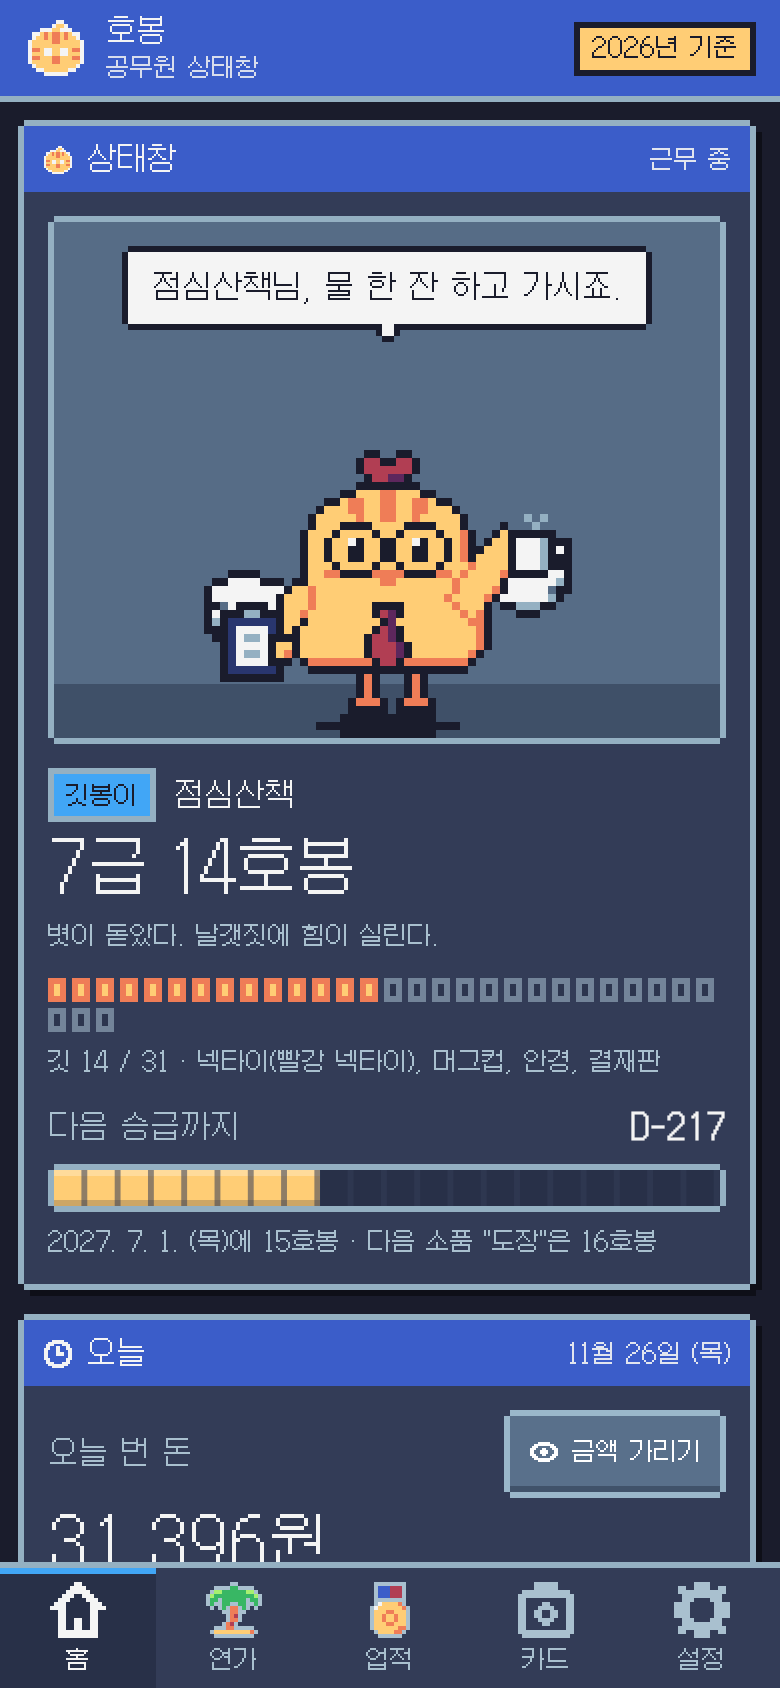 호봉
공무원 상태창
2026년 기준
상태창
근무 중
점심산책님, 물 한 잔 하고 가시죠.
깃봉이 점심산책
7급 14호봉
볏이 돋았다. 날갯짓에 힘이 실린다.
깃 14 / 31 · 넥타이(빨강 넥타이), 머그컵, 안경, 결재판
다음 승급까지
D-217
2027. 7. 1. (목)에 15호봉 · 다음 소품 "도장"은 16호봉
오늘
11월 26일 (목)
오늘 번 돈
금액 가리기
31,396원
홈
연가
업적
카드
설정